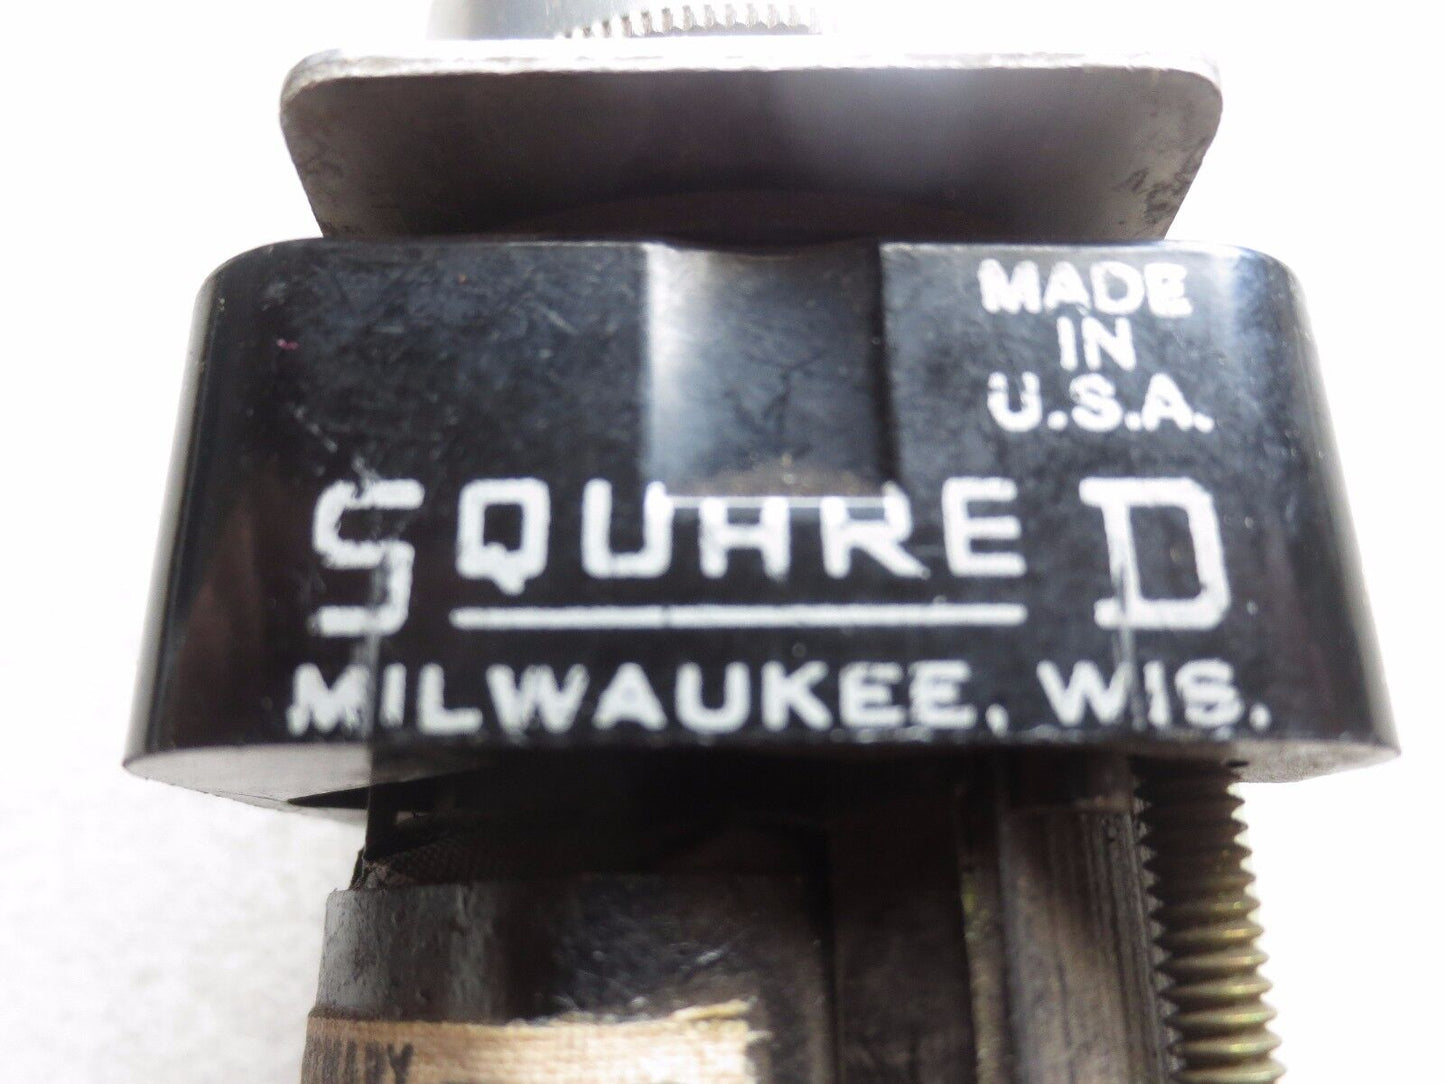 MADE
IN
U.S.A.
SQUARE D
MILWAUKEE, WIS.